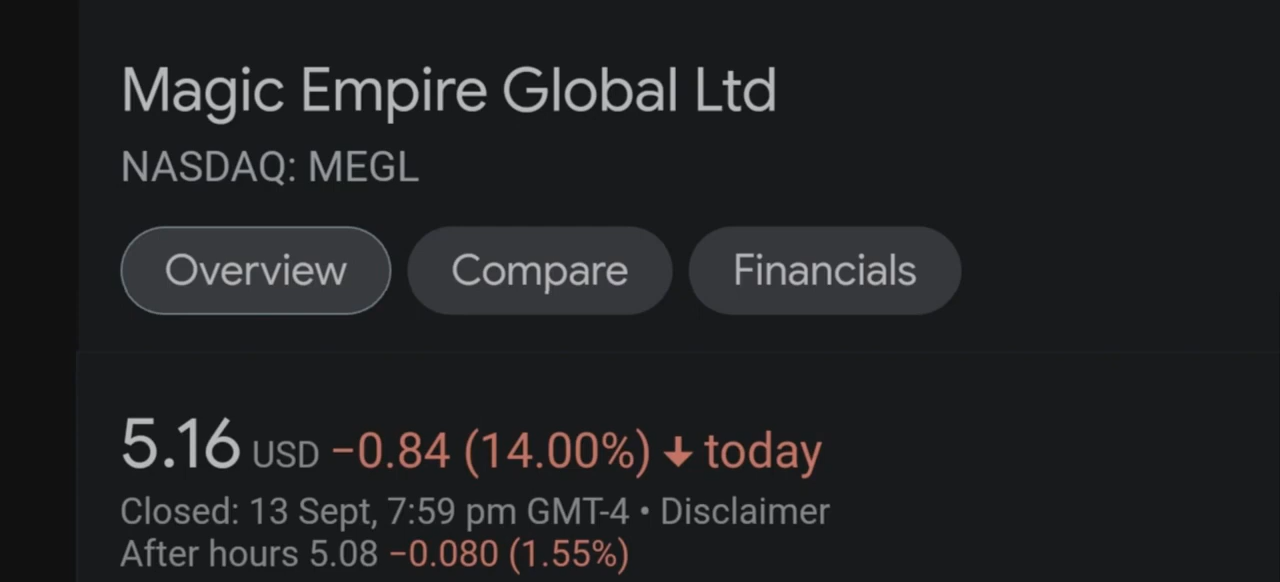 Magic Empire Global Ltd
NASDAQ: MEGL
Overview Compare Financials
5.16 USD −0.84 (14.00%) ↓ today
Closed: 13 Sept, 7:59 pm GMT-4 • Disclaimer
After hours 5.08 −0.080 (1.55%)